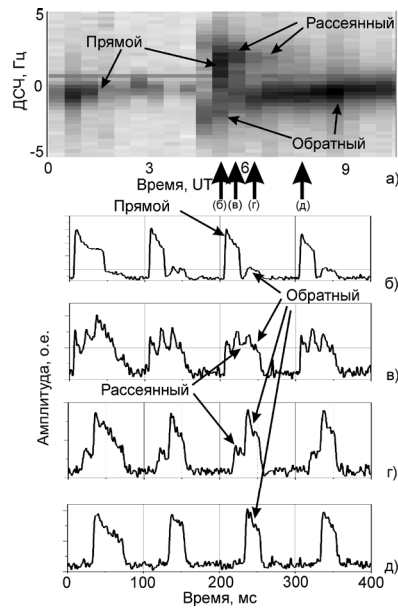 5
Рассеянный
Прямой
ДСЧ, Гц
0
Обратный
-5
0 3 6 9
Время, UT
а)
(б) (в) (г) (д)
Прямой
б)
Обратный
в)
Рассеянный
Амплитуда, о.е.
г)
д)
0 100 200 300 400
Время, мс